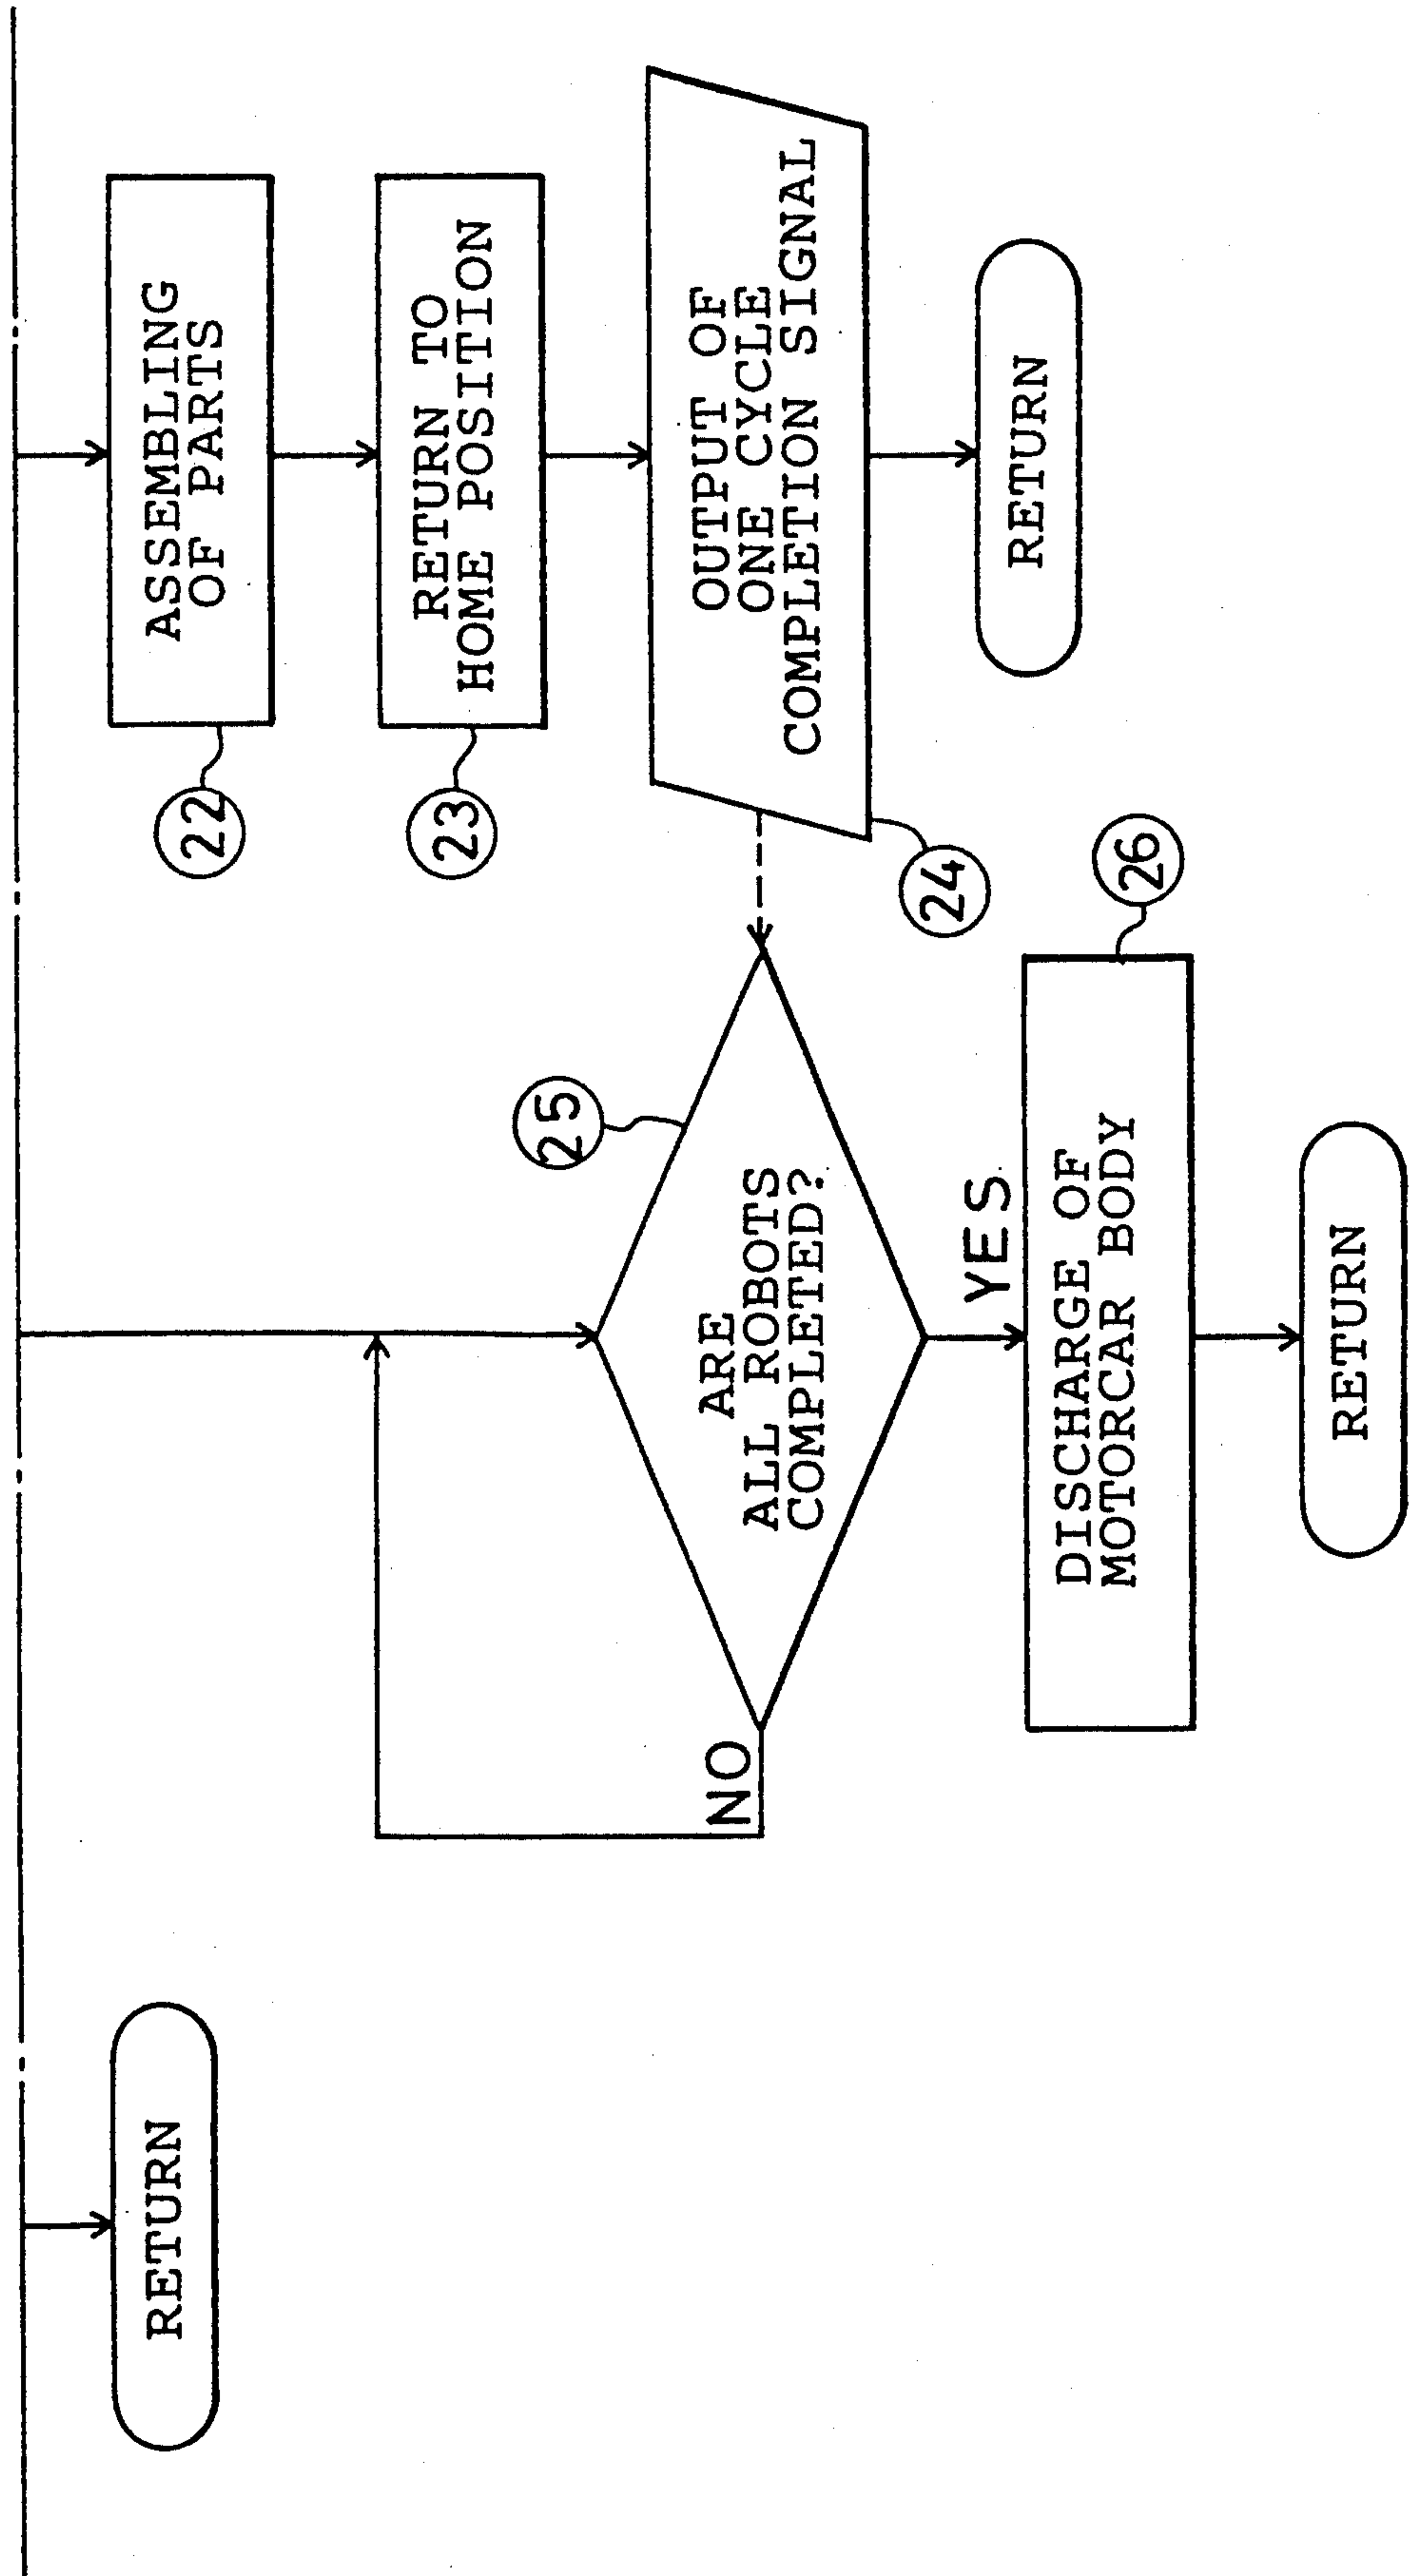 RETURN
ARE
ALL ROBOTS
COMPLETED?
25
NO
YES
DISCHARGE OF
MOTORCAR BODY
26
RETURN
ASSEMBLING
OF PARTS
22
RETURN TO
HOME POSITION
23
OUTPUT OF
ONE CYCLE
COMPLETION SIGNAL
24
RETURN